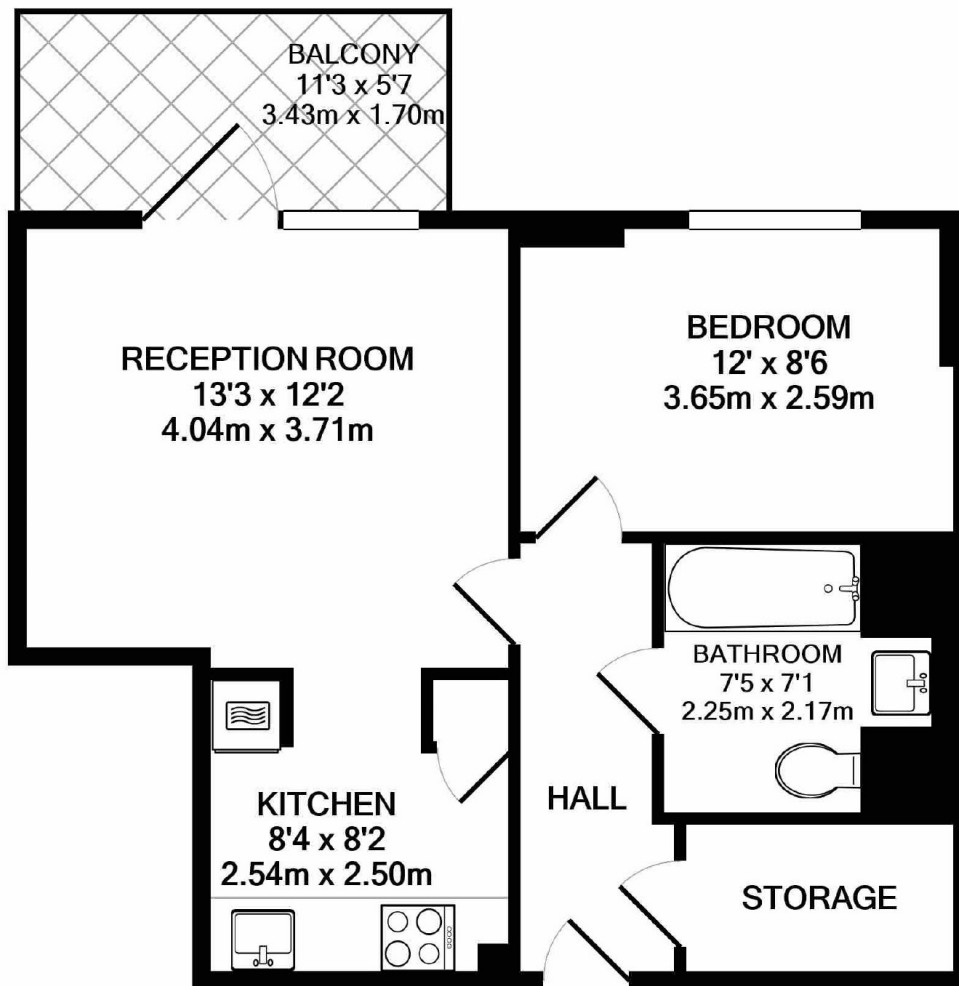 BALCONY
11'3 x 5'7
3.43m x 1.70m
RECEPTION ROOM
13'3 x 12'2
4.04m x 3.71m
BEDROOM
12' x 8'6
3.65m x 2.59m
BATHROOM
7'5 x 7'1
2.25m x 2.17m
KITCHEN
8'4 x 8'2
2.54m x 2.50m
HALL
STORAGE